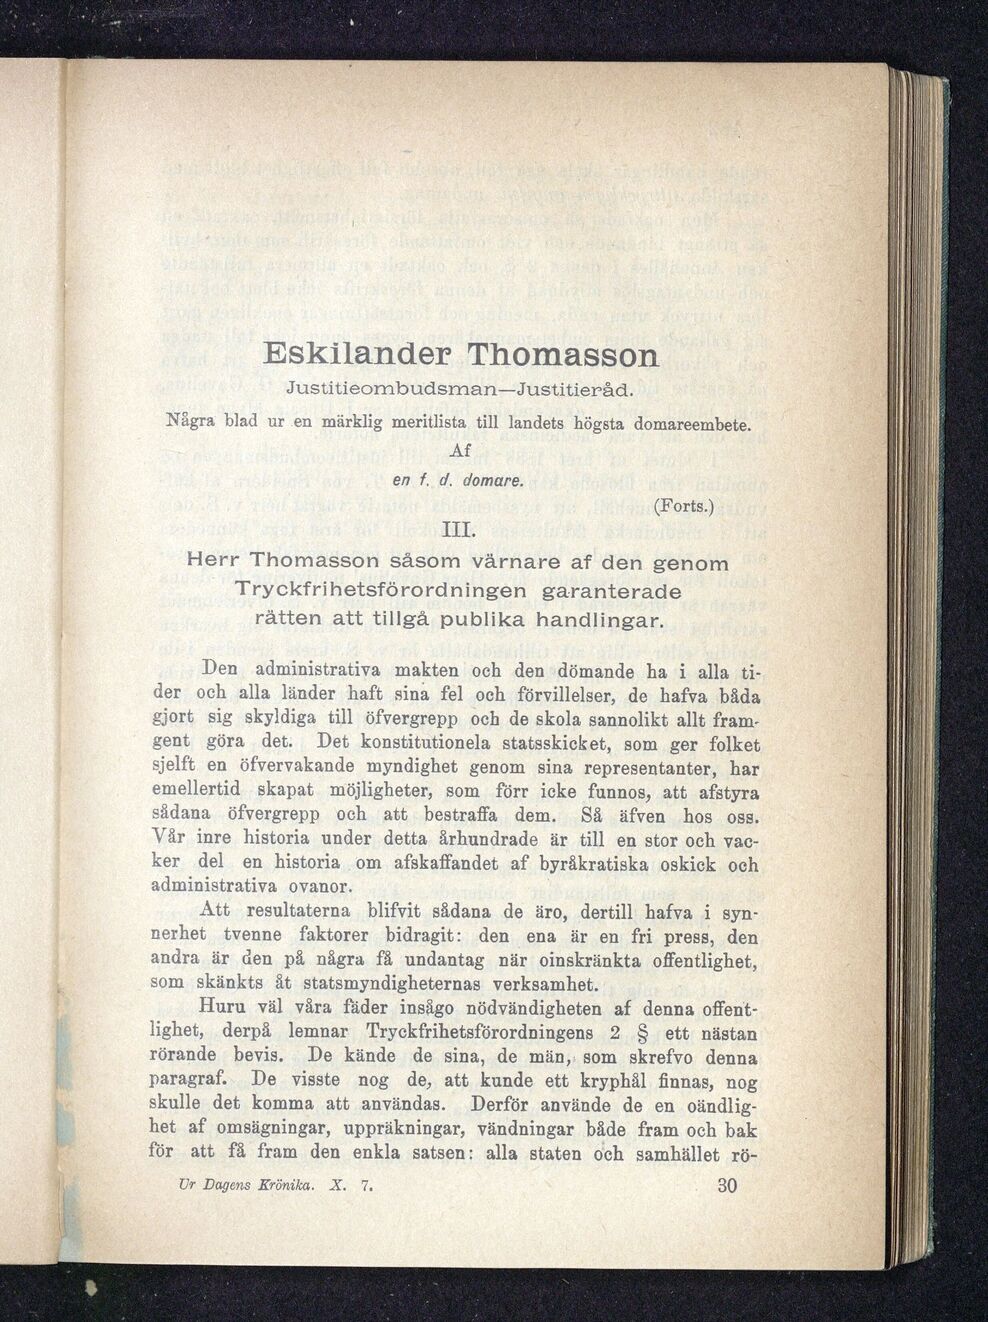 Eskilander Thomasson
Justitieombudsman—Justitieråd.
Några blad ur en märklig meritlista till landets högsta domareembete.
Af
en f. d. domare.
(Forts.)
III.
Herr Thomasson såsom värnare af den genom
Tryckfrihetsförordningen garanterade
rätten att tillgå publika handlingar.
Den administrativa makten och den dömande ha i alla ti-
der och alla länder haft sina fel och förvillelser, de hafva båda
gjort sig skyldiga till öfvergrepp och de skola sannolikt allt fram-
gent göra det. Det konstitutionela statsskicket, som ger folket
sjelft en öfvervakande myndighet genom sina representanter, har
emellertid skapat möjligheter, som förr icke funnos, att afstyra
sådana öfvergrepp och att bestraffa dem. Så äfven hos oss.
Vår inre historia under detta århundrade är till en stor och vac-
ker del en historia om afskaffandet af byråkratiska oskick och
administrativa ovanor.
Att resultaterna blifvit sådana de äro, dertill hafva i syn-
nerhet tvenne faktorer bidragit: den ena är en fri press, den
andra är den på några få undantag när oinskränkta offentlighet,
som skänkts åt statsmyndigheternas verksamhet.
Huru väl våra fäder insågo nödvändigheten af denna offent-
lighet, derpå lemnar Tryckfrihetsförordningens 2 § ett nästan
rörande bevis. De kände de sina, de män, som skrefvo denna
paragraf. De visste nog de, att kunde ett kryphål finnas, nog
skulle det komma att användas. Derför använde de en oändlig-
het af omsägningar, uppräkningar, vändningar både fram och bak
för att få fram den enkla satsen: alla staten och samhället rö-
Ur Dagens Krönika. X. 7. 30